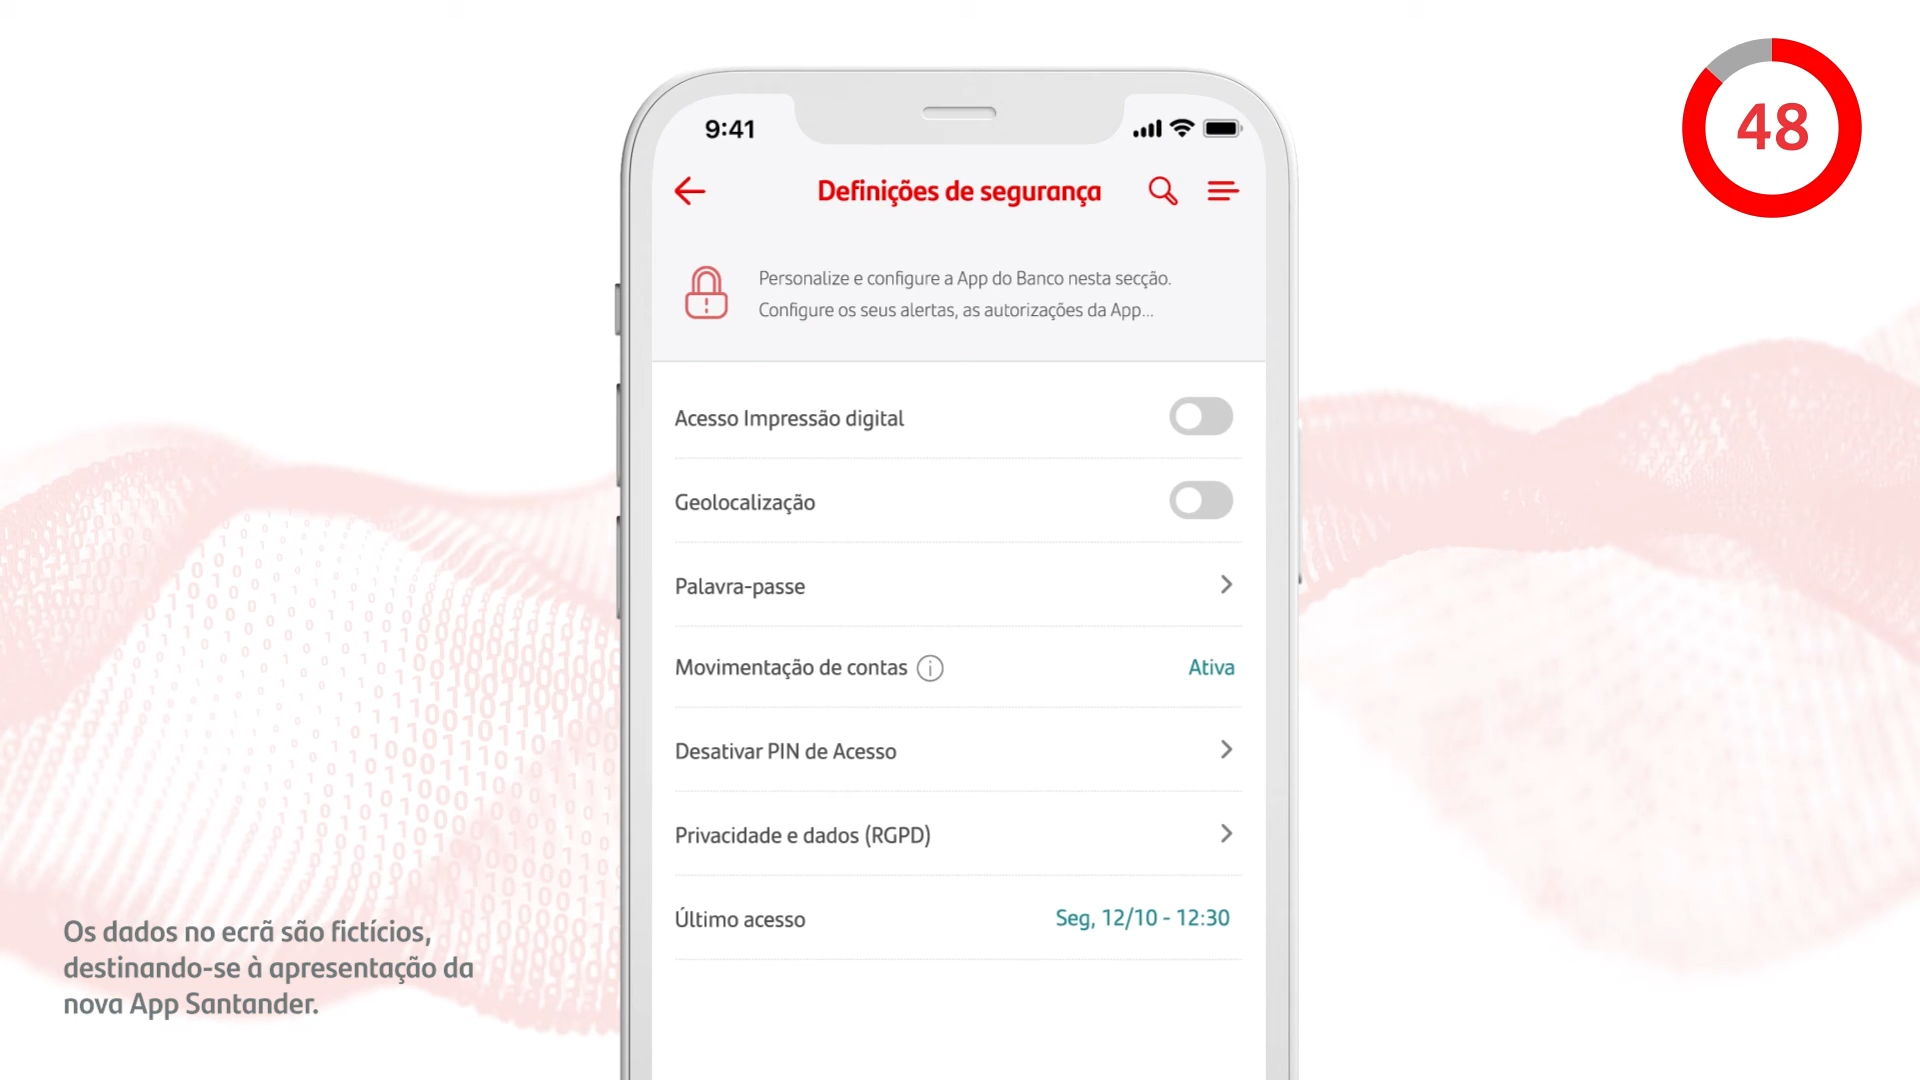 48
9:41
Definições de segurança
Personalize e configure a App do Banco nesta secção.
Configure os seus alertas, as autorizações da App...
Acesso Impressão digital
Geolocalização
Palavra-passe
Movimentação de contas
Ativa
Desativar PIN de Acesso
Privacidade e dados (RGPD)
Último acesso
Seg, 12/10 - 12:30
Os dados no ecrã são fictícios,
destinando-se à apresentação da
nova App Santander.